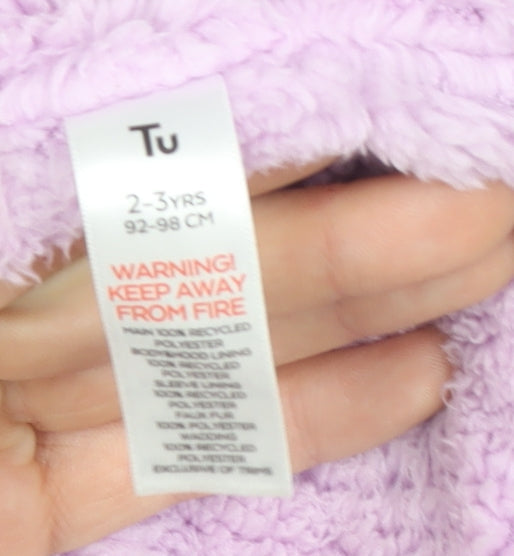 Tu
2-3YRS
92-98 CM
WARNING!
KEEP AWAY
FROM FIRE
MAIN 100% RECYCLED
POLYESTER
BODY&HOOD LINING
100% RECYCLED
POLYESTER
SLEEVE LINING
100% RECYCLED
POLYESTER
FAUX FUR
100% POLYESTER
WADDING
100% RECYCLED
POLYESTER
EXCLUSIVE OF TRIMS